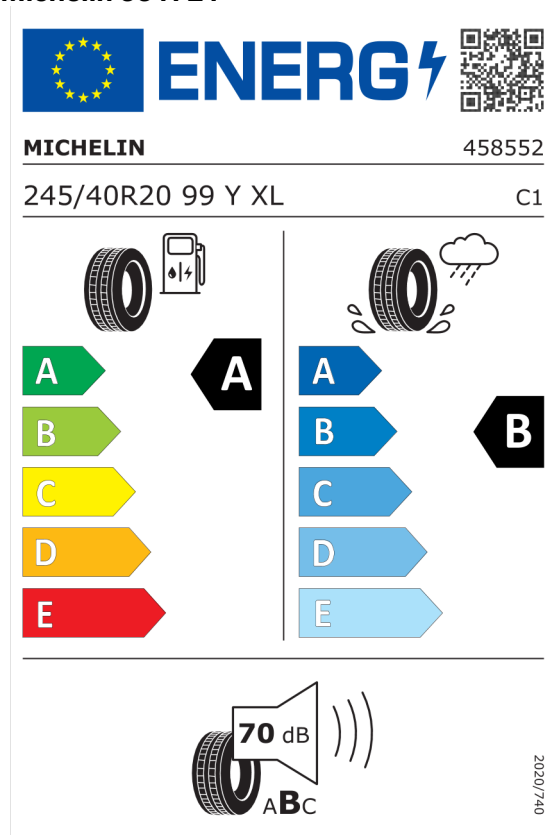 ENERG
MICHELIN 458552
245/40R20 99 Y XL C1
A A
B
C
D
E
A
B B
C
D
E
70 dB
ABC
2020/740